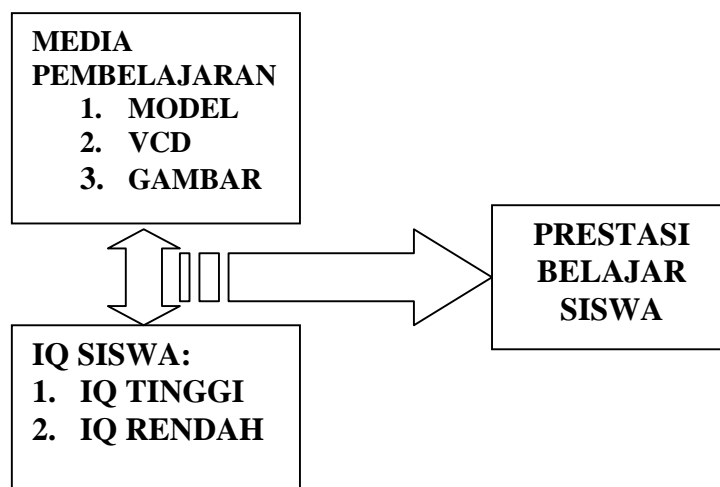 MEDIA
PEMBELAJARAN
1. MODEL
2. VCD
3. GAMBAR
PRESTASI
BELAJAR
SISWA
IQ SISWA:
1. IQ TINGGI
2. IQ RENDAH